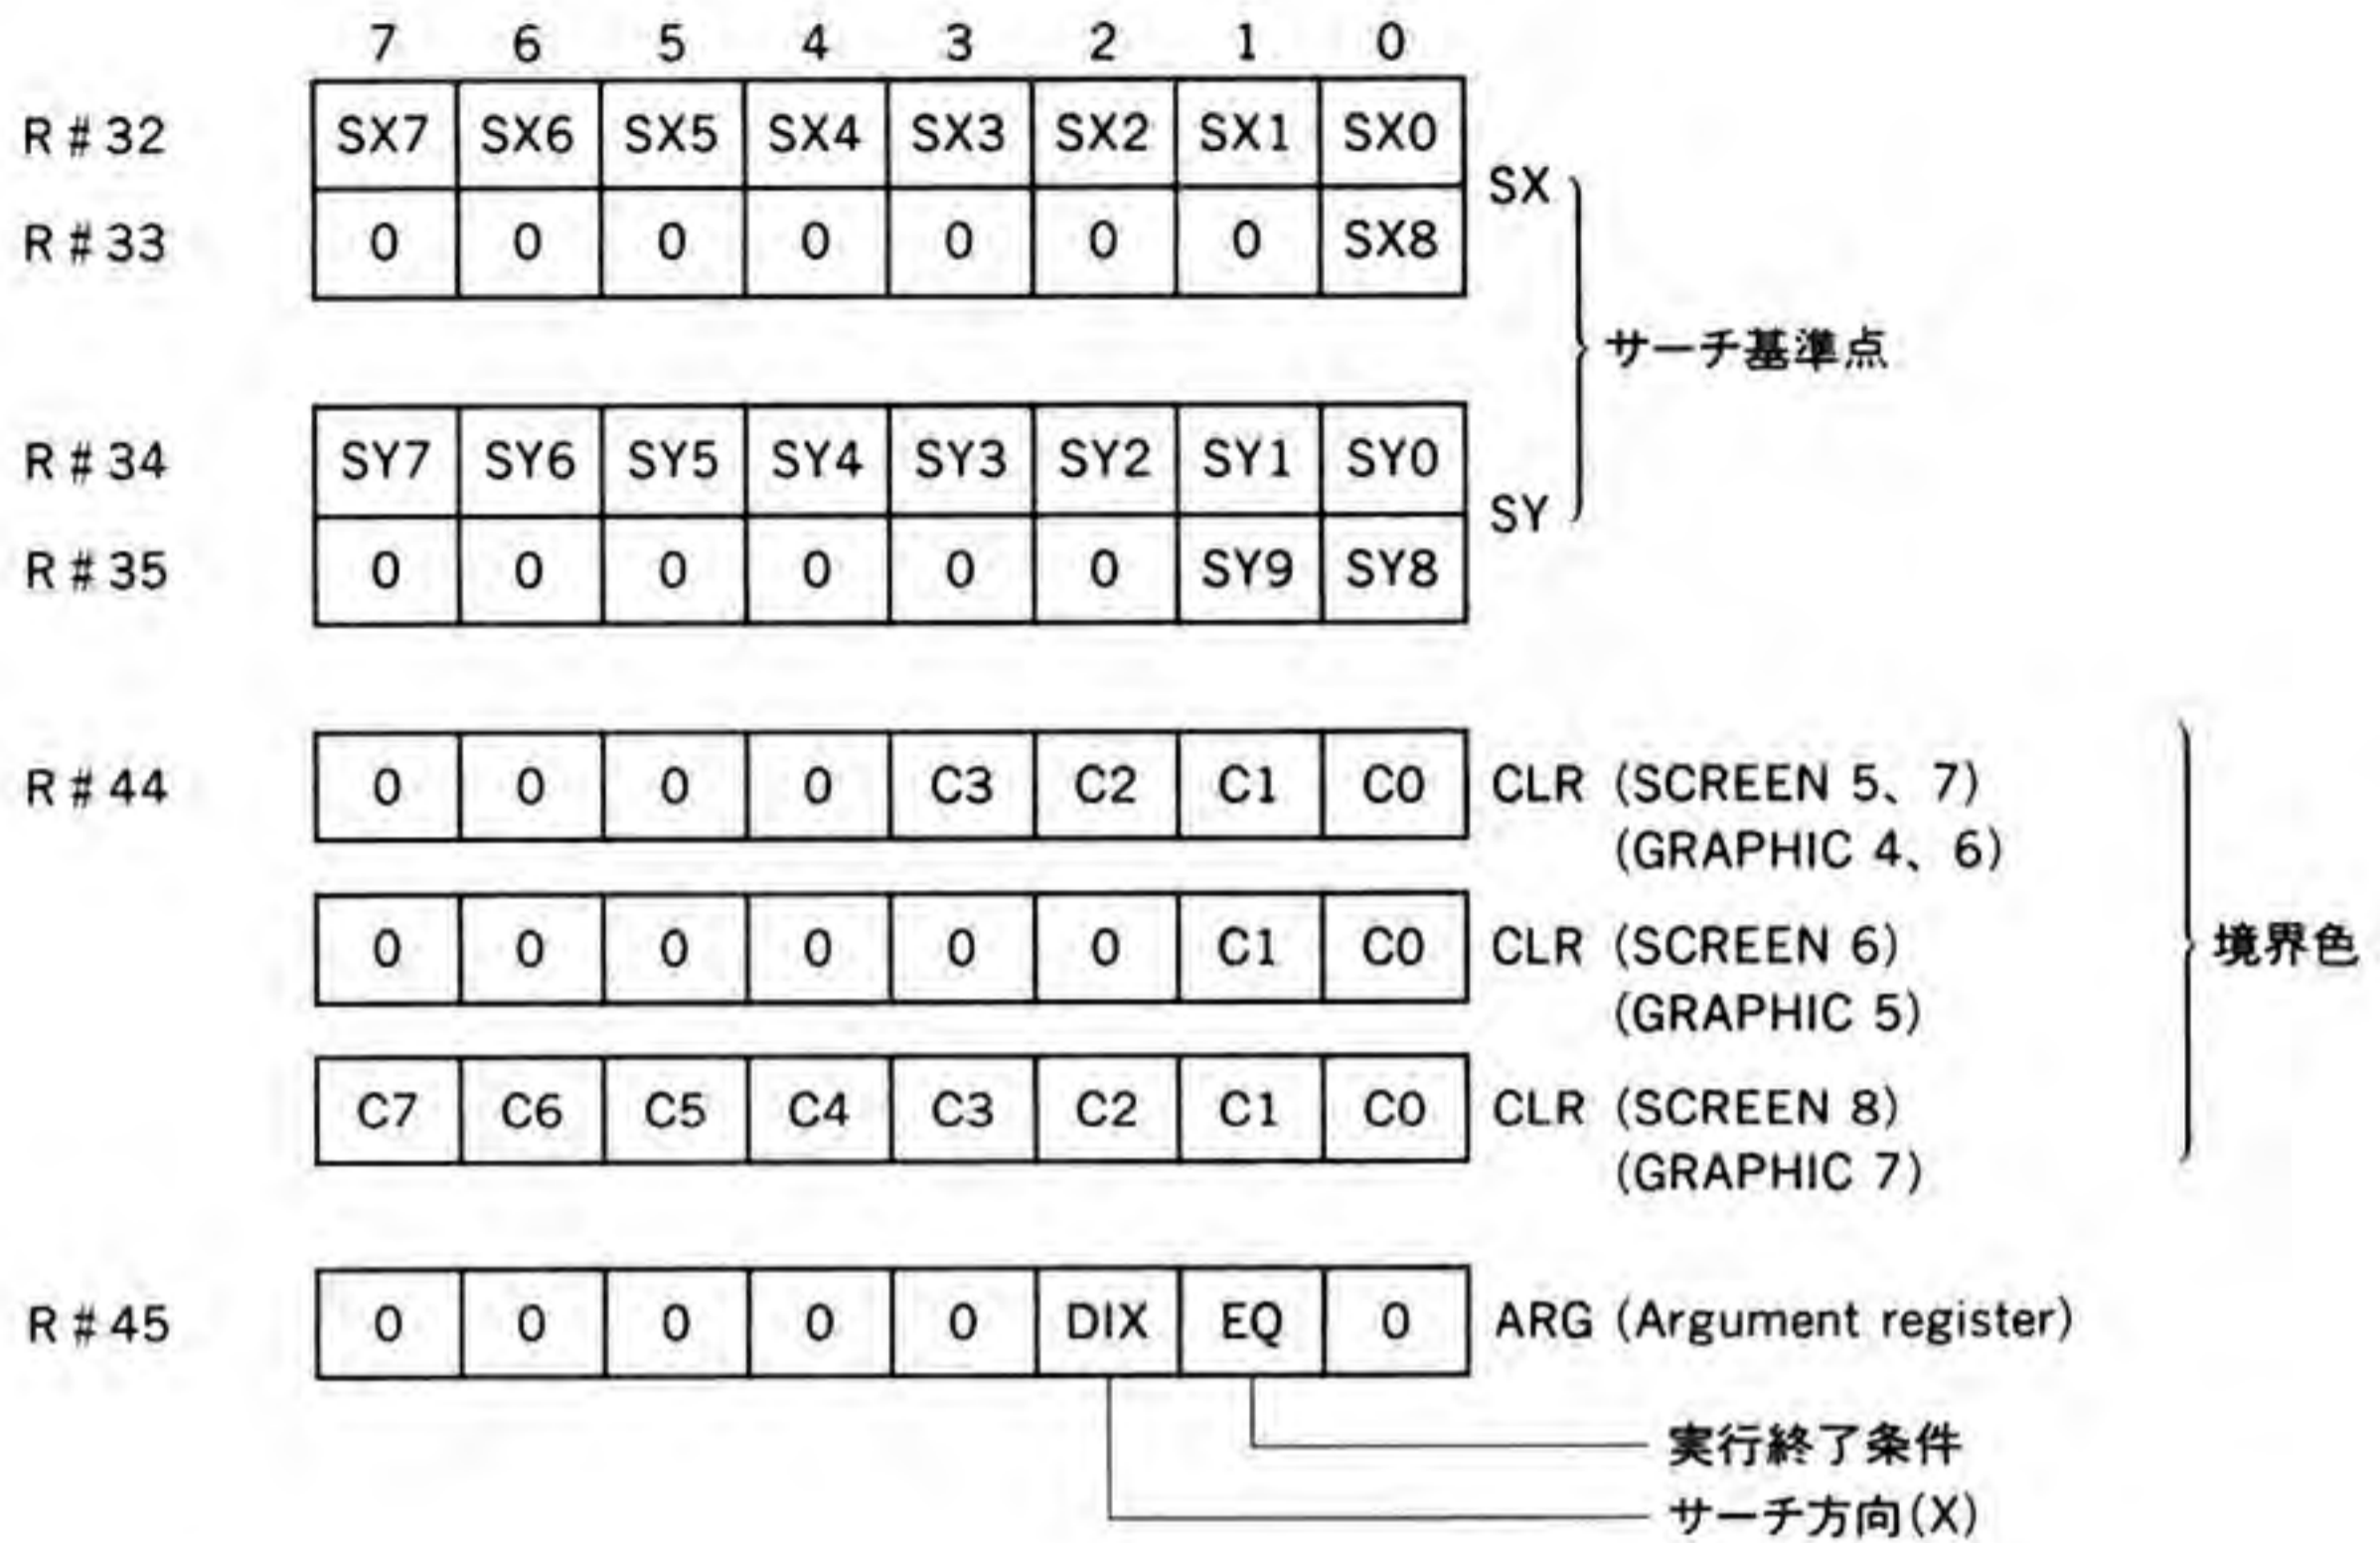 7 6 5 4 3 2 1 0
R#32 SX7 SX6 SX5 SX4 SX3 SX2 SX1 SX0
SX
R#33 0 0 0 0 0 0 0 SX8
サーチ基準点
R#34 SY7 SY6 SY5 SY4 SY3 SY2 SY1 SY0
SY
R#35 0 0 0 0 0 0 SY9 SY8
R#44 0 0 0 0 C3 C2 C1 C0 CLR (SCREEN 5、7)
(GRAPHIC 4、6)
0 0 0 0 0 0 C1 C0 CLR (SCREEN 6)
境界色
(GRAPHIC 5)
C7 C6 C5 C4 C3 C2 C1 C0 CLR (SCREEN 8)
(GRAPHIC 7)
R#45 0 0 0 0 0 DIX EQ 0 ARG (Argument register)
実行終了条件
サーチ方向(X)